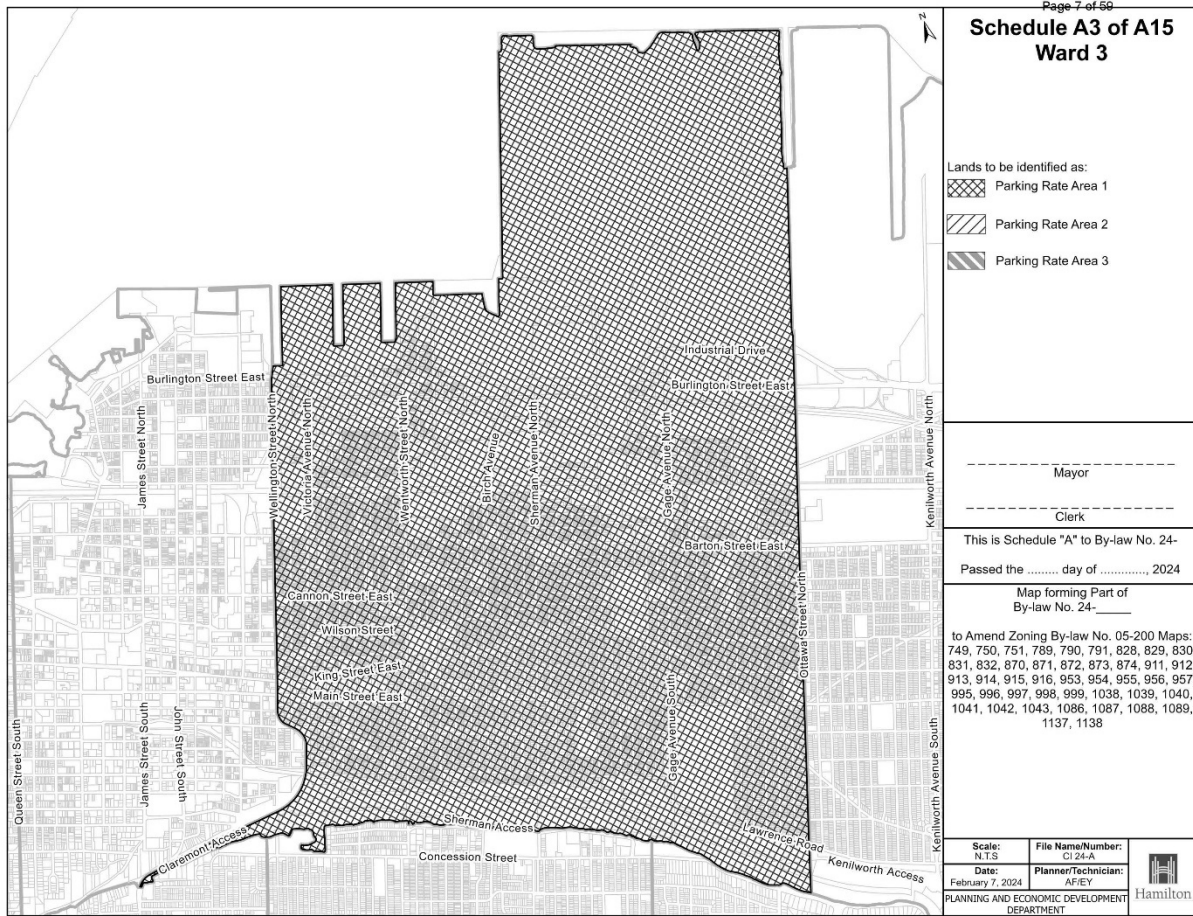 Page 7 of 59
Schedule A3 of A15
Ward 3
N
Lands to be identified as:
Parking Rate Area 1
Parking Rate Area 2
Parking Rate Area 3
Industrial Drive
Burlington Street East
Burlington Street East
James Street North
Wellington Street North
Victoria Avenue North
Wentworth Street North
Birch Avenue
Sherman Avenue North
Gage Avenue North
Kenilworth Avenue North
Barton Street East
Cannon Street East
Wilson Street
King Street East
Main Street East
Ottawa Street North
Queen Street South
James Street South
John Street South
Gage Avenue South
Kenilworth Avenue South
Claremont Access
Sherman Access
Concession Street
Lawrence Road
Kenilworth Access
Mayor
Clerk
This is Schedule "A" to By-law No. 24-
Passed the ......... day of ............., 2024
Map forming Part of
By-law No. 24-_____
to Amend Zoning By-law No. 05-200 Maps:
749, 750, 751, 789, 790, 791, 828, 829, 830
831, 832, 870, 871, 872, 873, 874, 911, 912
913, 914, 915, 916, 953, 954, 955, 956, 957
995, 996, 997, 998, 999, 1038, 1039, 1040,
1041, 1042, 1043, 1086, 1087, 1088, 1089,
1137, 1138
Scale:
N.T.S
File Name/Number:
CI 24-A
Date:
February 7, 2024
Planner/Technician:
AF/EY
PLANNING AND ECONOMIC DEVELOPMENT
DEPARTMENT
Hamilton